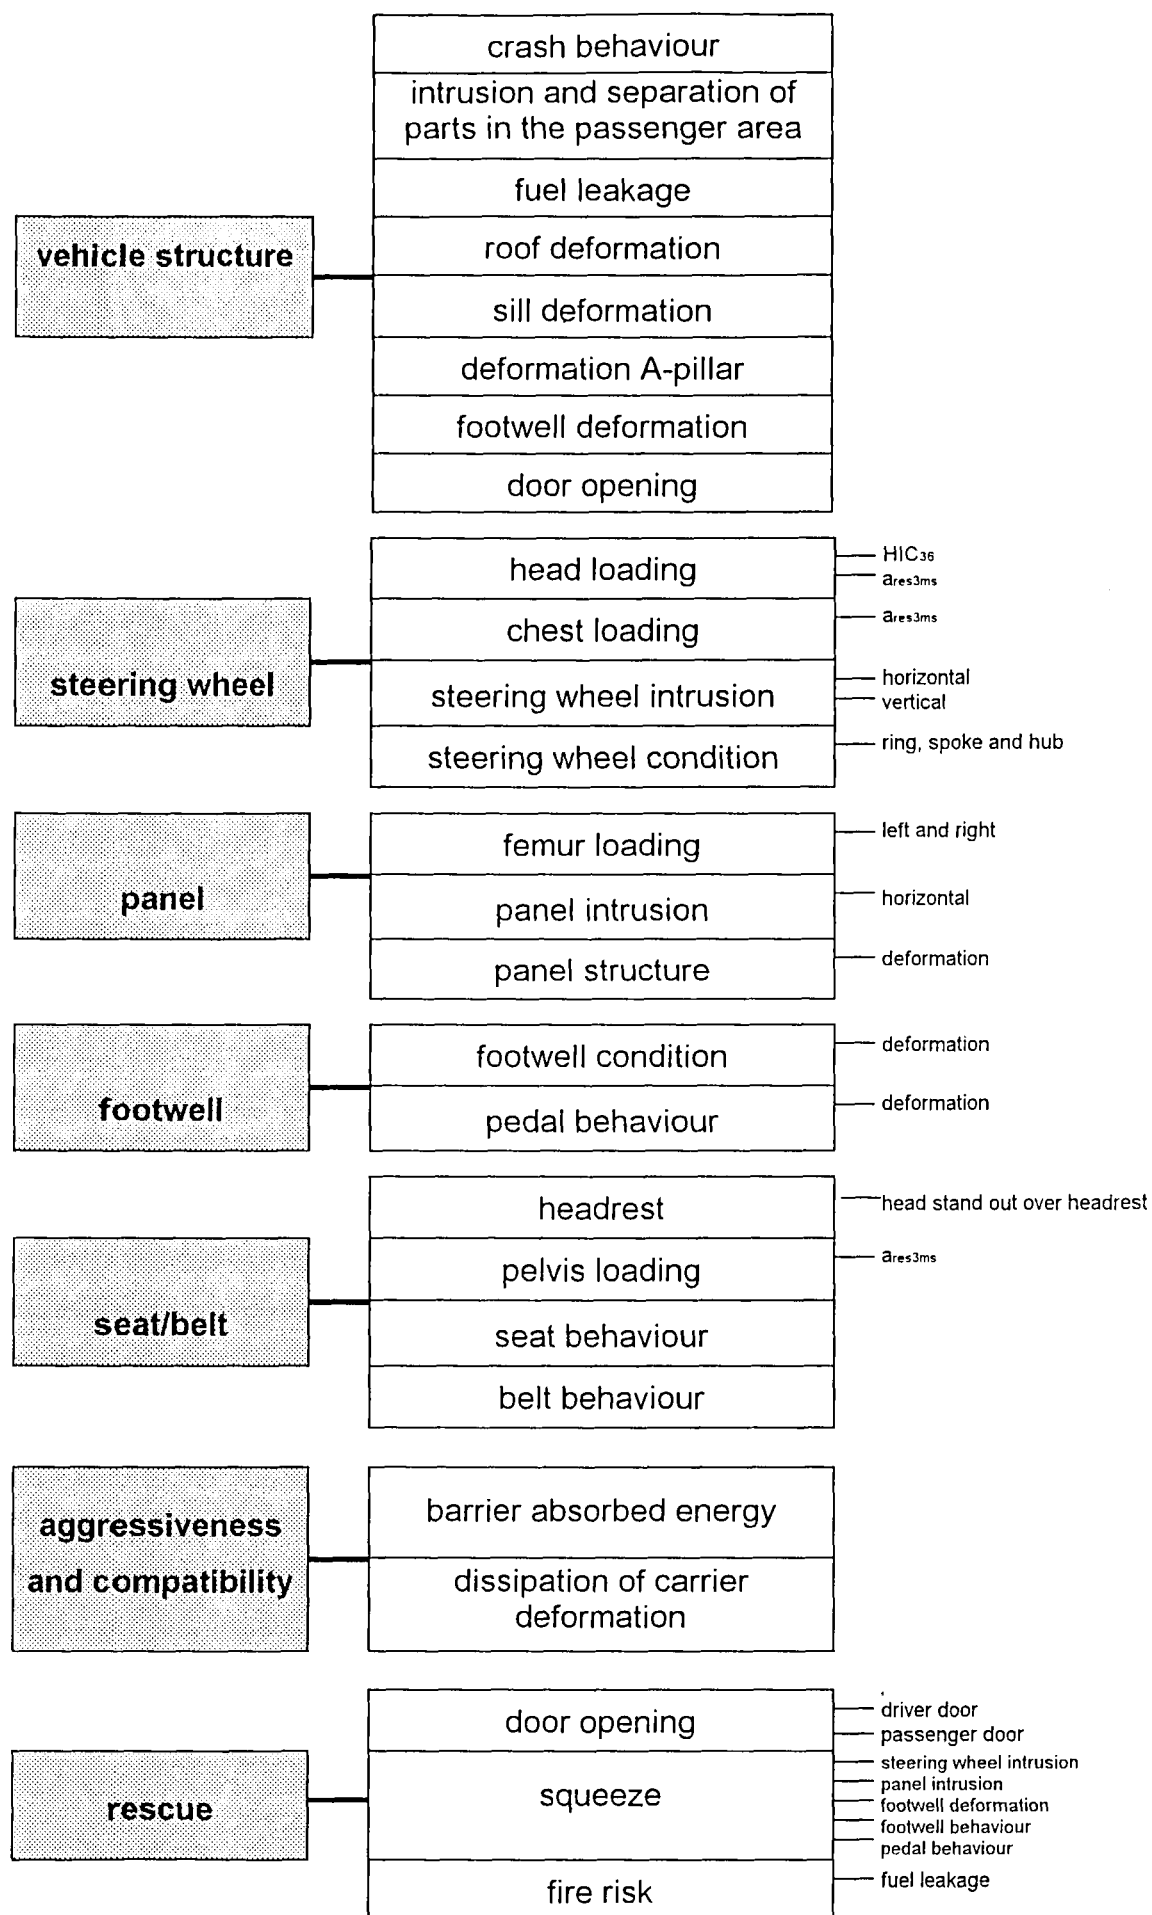 crash behaviour
intrusion and separation of
parts in the passenger area
fuel leakage
vehicle structure
roof deformation
sill deformation
deformation A-pillar
footwell deformation
door opening
steering wheel
head loading
HIC36
ares3ms
chest loading
ares3ms
steering wheel intrusion
horizontal
vertical
steering wheel condition
ring, spoke and hub
panel
femur loading
left and right
panel intrusion
horizontal
panel structure
deformation
footwell
footwell condition
deformation
pedal behaviour
deformation
seat/belt
headrest
head stand out over headrest
pelvis loading
ares3ms
seat behaviour
belt behaviour
aggressiveness
and compatibility
barrier absorbed energy
dissipation of carrier
deformation
rescue
door opening
driver door
passenger door
squeeze
steering wheel intrusion
panel intrusion
footwell deformation
footwell behaviour
pedal behaviour
fire risk
fuel leakage